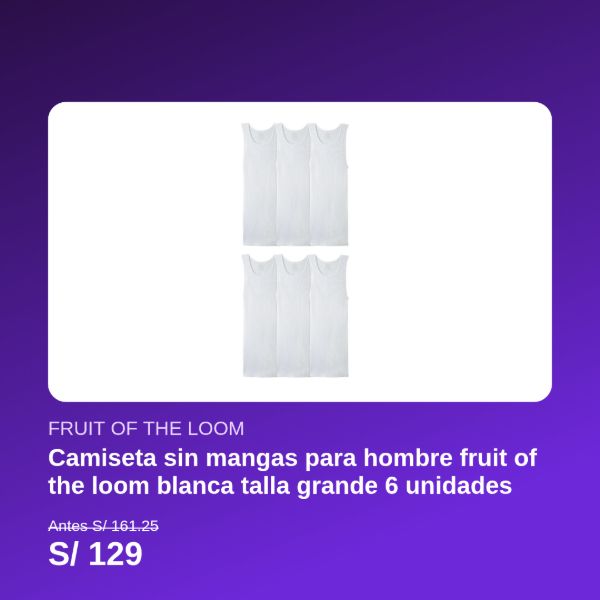 FRUIT OF THE LOOM
Camiseta sin mangas para hombre fruit of
the loom blanca talla grande 6 unidades
Antes S/ 161.25
S/ 129